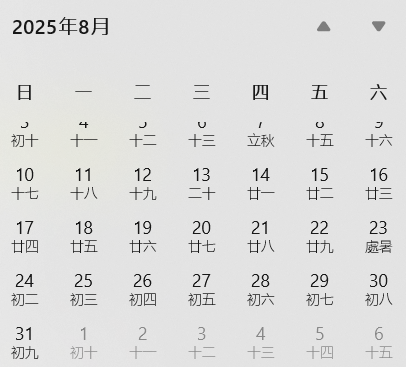 2025年8月
日 一 二 三 四 五 六
3 4 5 6 7 8 9
初十 十一 十二 十三 立秋 十五 十六
10 11 12 13 14 15 16
十七 十八 十九 二十 廿一 廿二 廿三
17 18 19 20 21 22 23
廿四 廿五 廿六 廿七 廿八 廿九 處暑
24 25 26 27 28 29 30
初二 初三 初四 初五 初六 初七 初八
31 1 2 3 4 5 6
初九 初十 十一 十二 十三 十四 十五